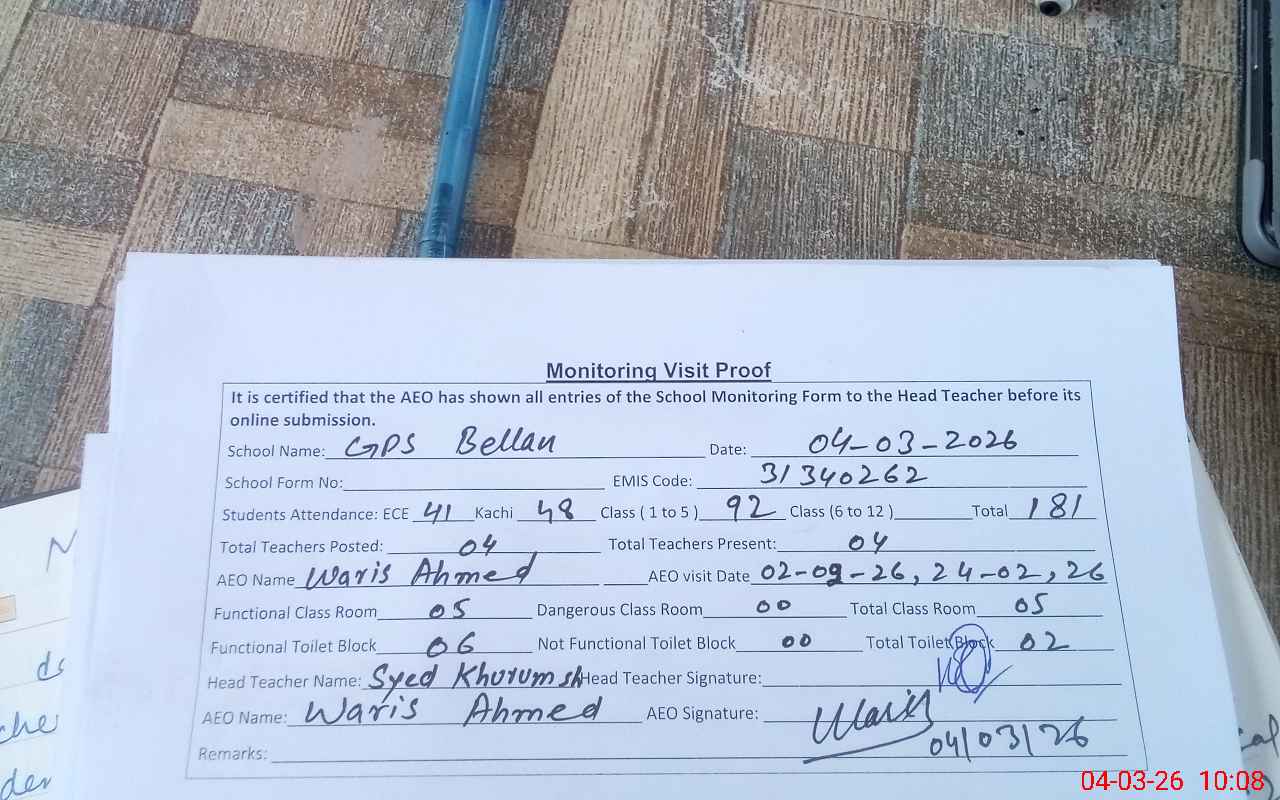 Monitoring Visit Proof
It is certified that the AEO has shown all entries of the School Monitoring Form to the Head Teacher before its
online submission.
School Name: GPS Bellan Date: 04-03-2026
School Form No: EMIS Code: 31340262
Students Attendance: ECE 41 Kachi 48 Class ( 1 to 5 ) 92 Class (6 to 12 ) Total 181
Total Teachers Posted: 04 Total Teachers Present: 04
AEO Name Waris Ahmed AEO visit Date 02-02-26, 24-02, 26
Functional Class Room 05 Dangerous Class Room 00 Total Class Room 05
Functional Toilet Block 06 Not Functional Toilet Block 00 Total Toilet Block 02
Head Teacher Name: Syed Khurum sh Head Teacher Signature:
AEO Name: Waris Ahmed AEO Signature: Waris
04/03/26
Remarks:
04-03-26 10:08